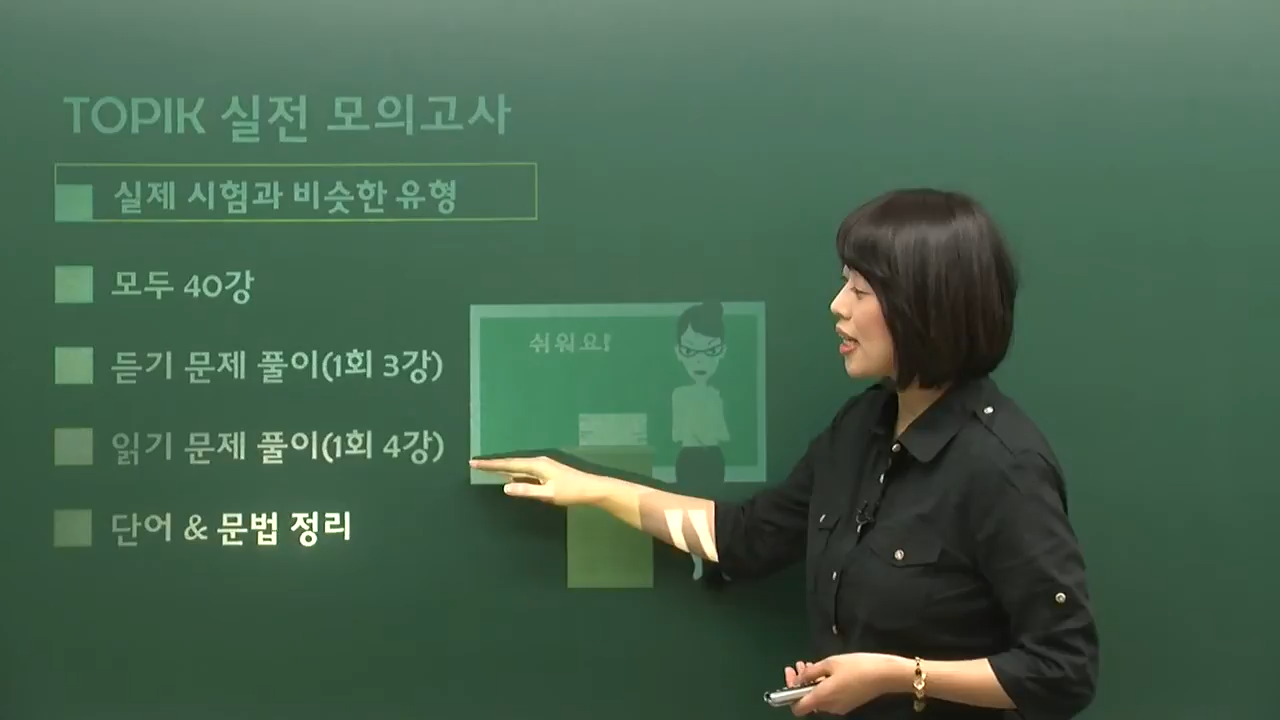 TOPIK 실전 모의고사
실제 시험과 비슷한 유형
모두 40강
듣기 문제 풀이(1회 3강)
읽기 문제 풀이(1회 4강)
단어 & 문법 정리
쉬워요!